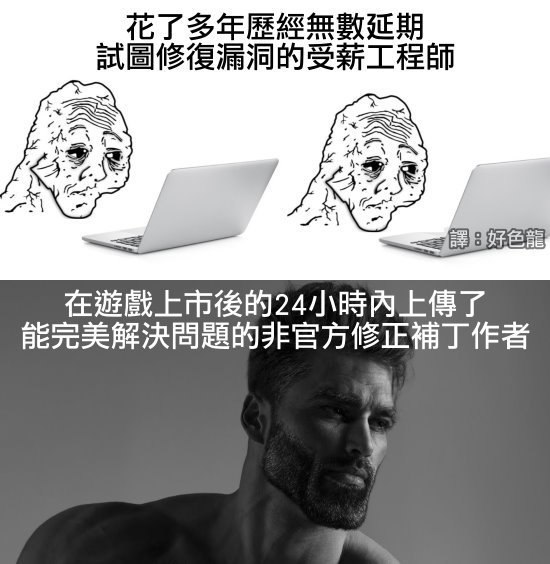 花了多年歷經無數延期
試圖修復漏洞的受薪工程師
譯：好色龍
在遊戲上市後的24小時內上傳了
能完美解決問題的非官方修正補丁作者